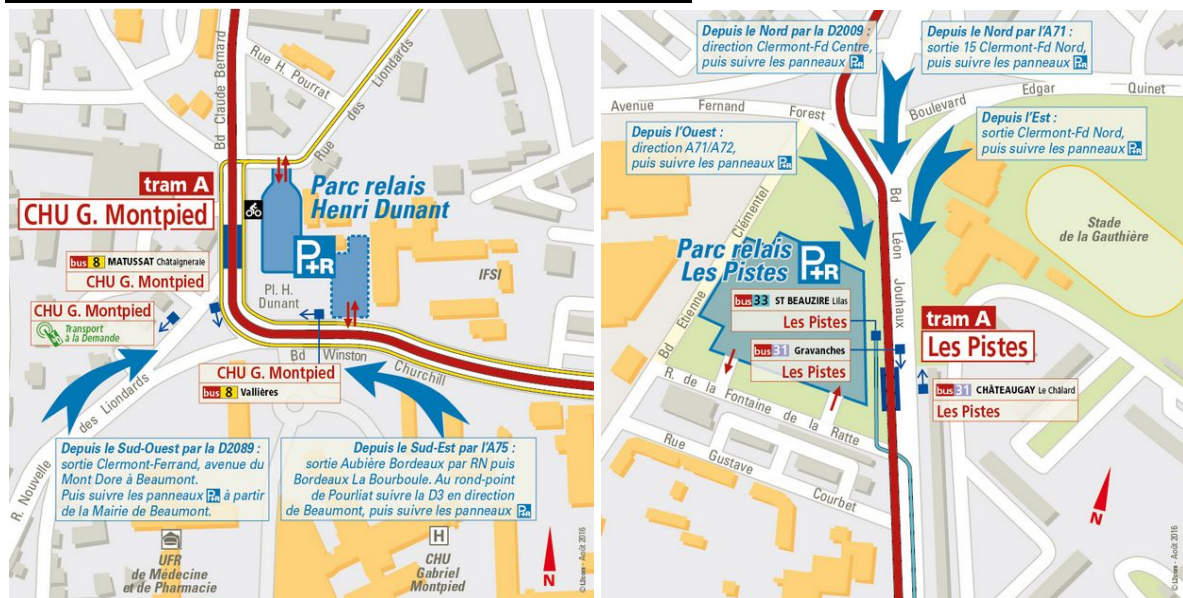 Bd Claude Bernard
Rue H. Pourrat
Rue des Liondards
tram A
CHU G. Montpied
Parc relais
Henri Dunant
P+R
bus 8 MATUSSAT Châtaigneraie
CHU G. Montpied
IFSI
Pl. H.
Dunant
CHU G. Montpied
Transport
à la Demande
Bd Winston Churchill
CHU G. Montpied
bus 8 Vallières
R. Nouvelle des Liondards
Depuis le Sud-Ouest par la D2089 :
sortie Clermont-Ferrand, avenue du
Mont Dore à Beaumont.
Puis suivre les panneaux P+R à partir
de la Mairie de Beaumont.
Depuis le Sud-Est par l'A75 :
sortie Aubière Bordeaux par RN puis
Bordeaux La Bourboule. Au rond-point
de Pourliat suivre la D3 en direction
de Beaumont, puis suivre les panneaux P+R
UFR
de Médecine
et de Pharmacie
H
CHU
Gabriel
Montpied
N
Août 2016
Depuis le Nord par la D2009 :
direction Clermont-Fd Centre,
puis suivre les panneaux P+R
Depuis le Nord par l'A71 :
sortie 15 Clermont-Fd Nord,
puis suivre les panneaux P+R
Avenue Fernand Forest
Boulevard Edgar Quinet
Depuis l'Ouest :
direction A71/A72,
puis suivre les panneaux P+R
Depuis l'Est :
sortie Clermont-Fd Nord,
puis suivre les panneaux P+R
Bd Etienne Clémentel
Bd Léon Jouhaux
Stade
de la Gauthière
Parc relais
Les Pistes
P+R
bus 33 ST BEAUZIRE Lilas
Les Pistes
bus 31 Gravanches
Les Pistes
tram A
Les Pistes
bus 31 CHÂTEAUGAY Le Châlard
Les Pistes
R. de la Fontaine de la Ratte
Rue Gustave Courbet
N
Août 2016